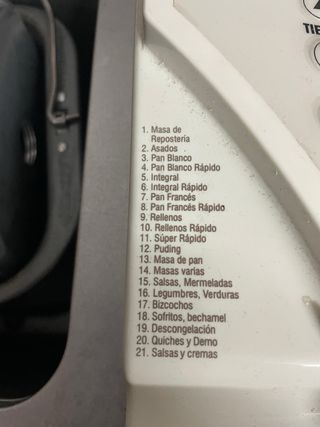 TIE
1. Masa de
Repostería
2. Asados
3. Pan Blanco
4. Pan Blanco Rápido
5. Integral
6. Integral Rápido
7. Pan Francés
8. Pan Francés Rápido
9. Rellenos
10. Rellenos Rápido
11. Súper Rápido
12. Puding
13. Masa de pan
14. Masas varias
15. Salsas, Mermeladas
16. Legumbres, Verduras
17. Bizcochos
18. Sofritos, bechamel
19. Descongelación
20. Quiches y Demo
21. Salsas y cremas